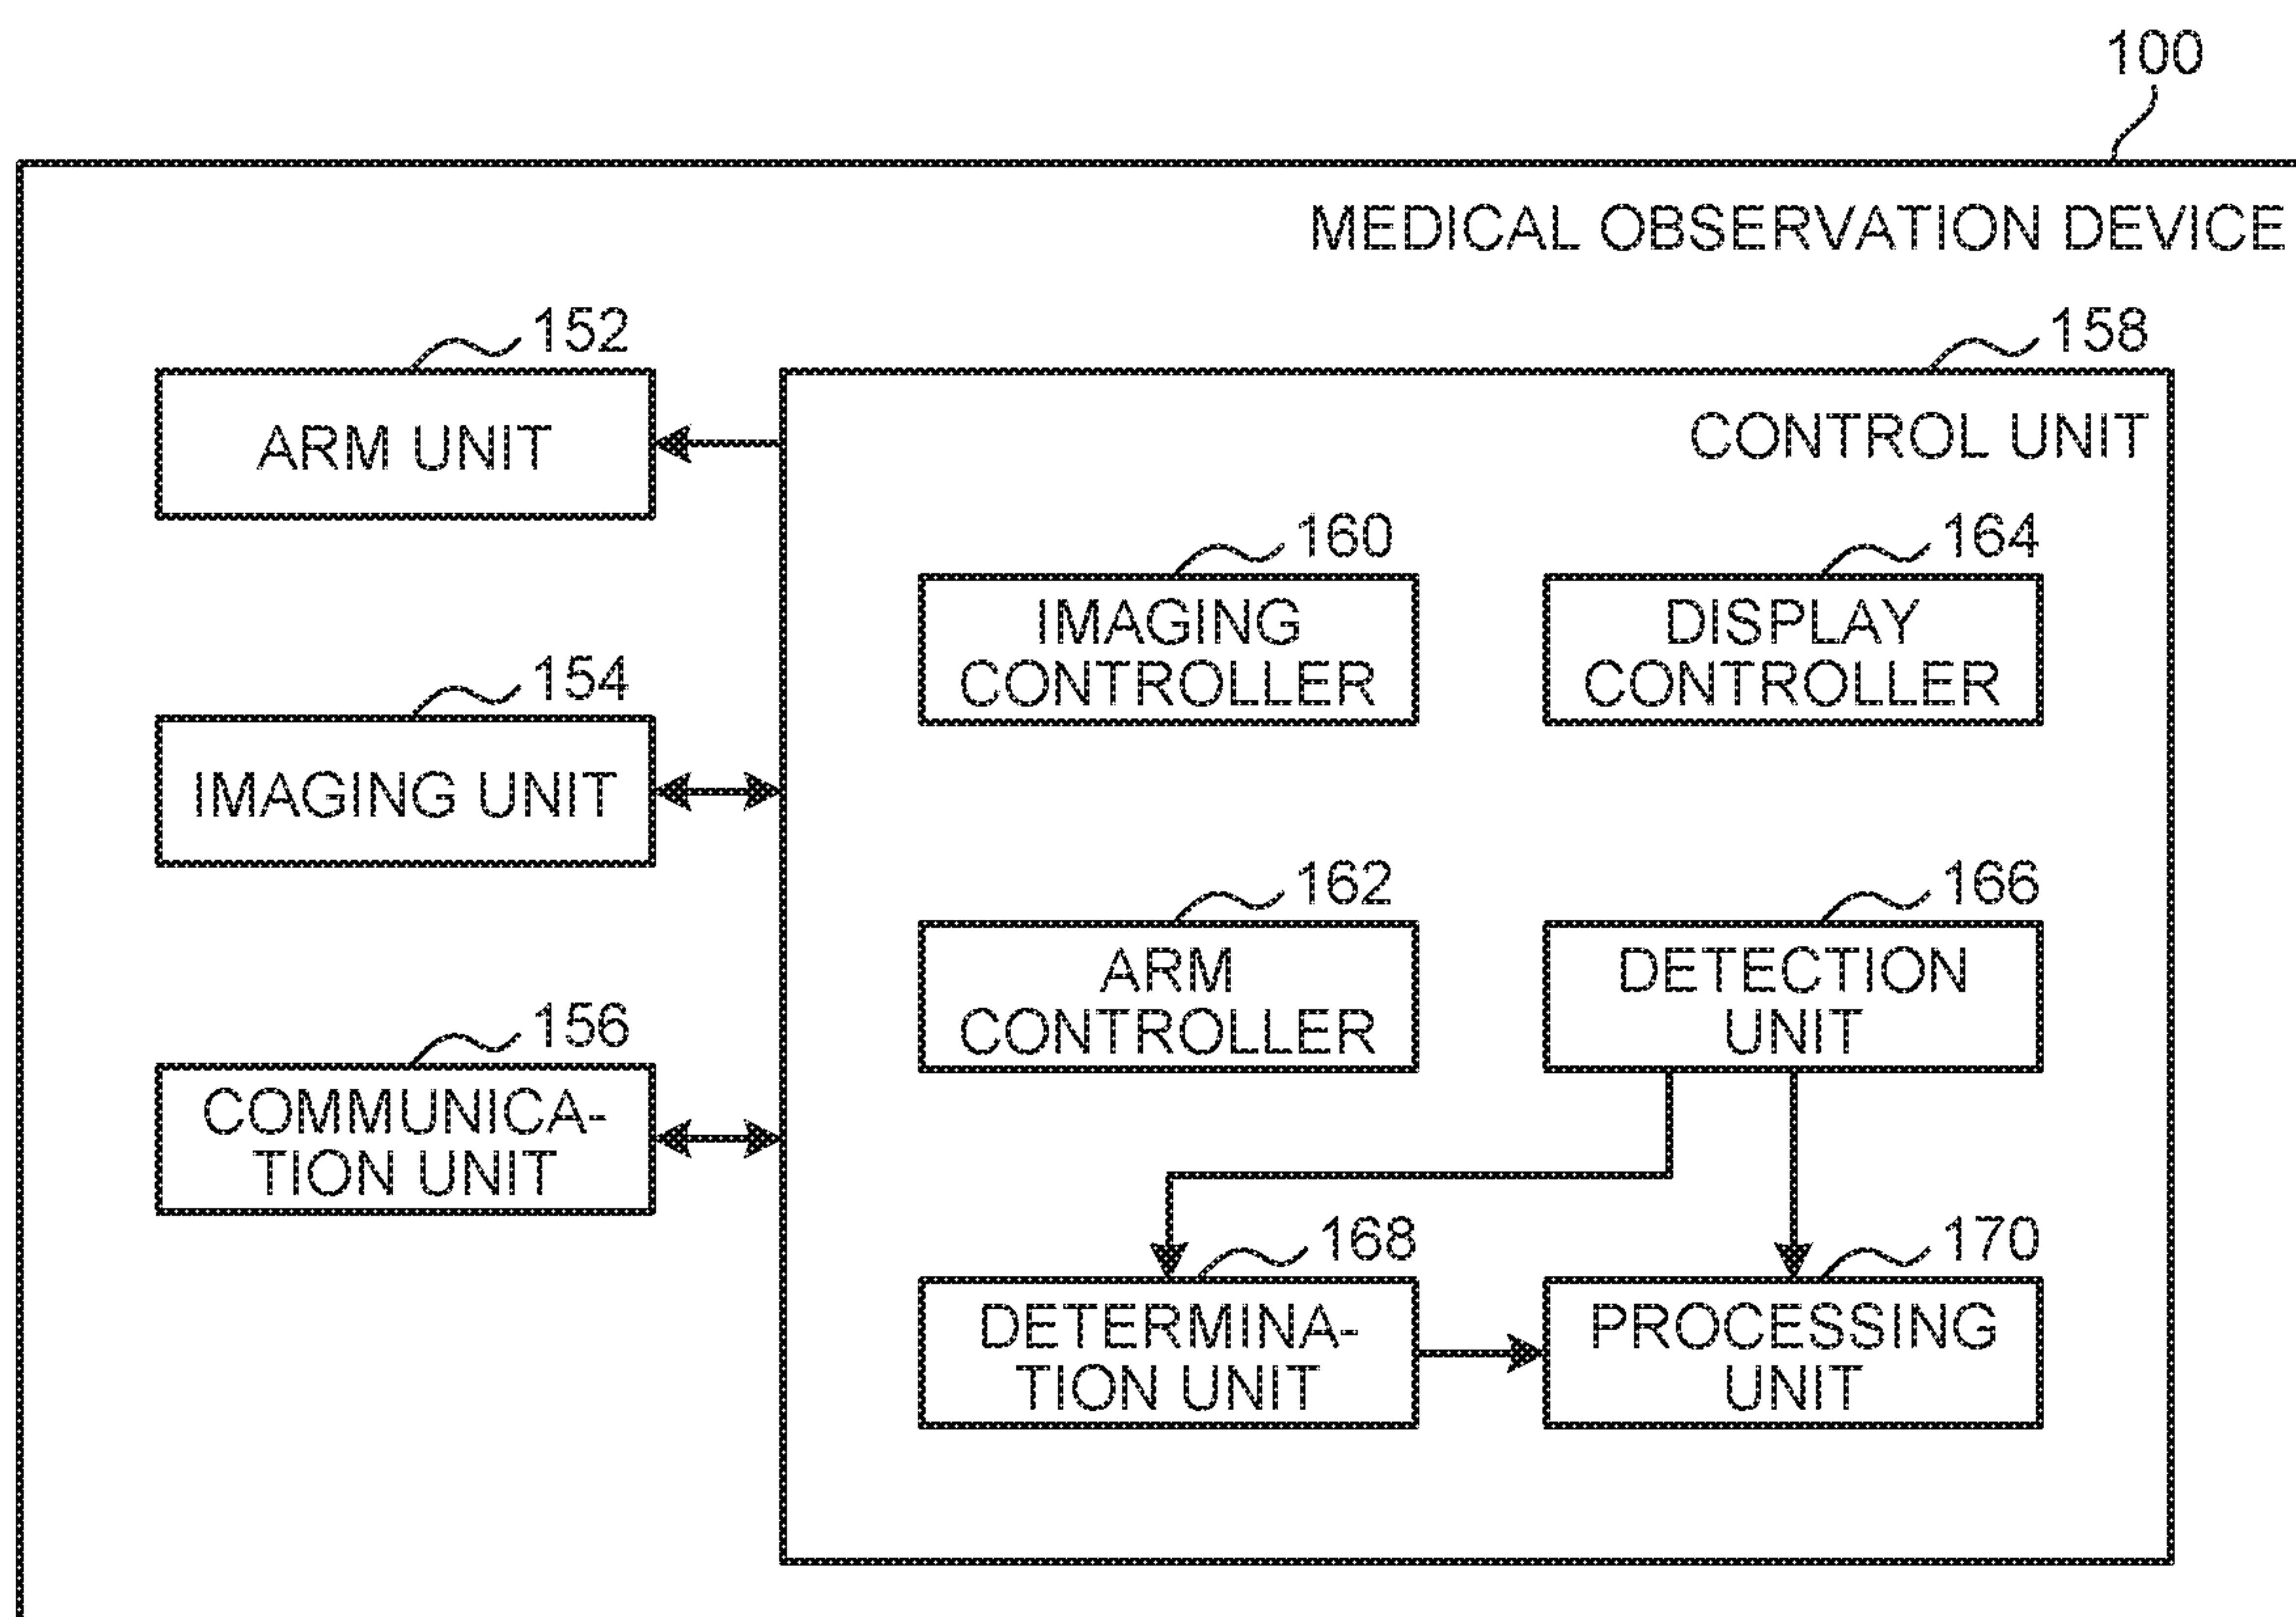 100
MEDICAL OBSERVATION DEVICE
152
ARM UNIT
158
CONTROL UNIT
160
IMAGING
CONTROLLER
164
DISPLAY
CONTROLLER
154
IMAGING UNIT
162
ARM
CONTROLLER
166
DETECTION
UNIT
156
COMMUNICA-
TION UNIT
168
DETERMINA-
TION UNIT
170
PROCESSING
UNIT